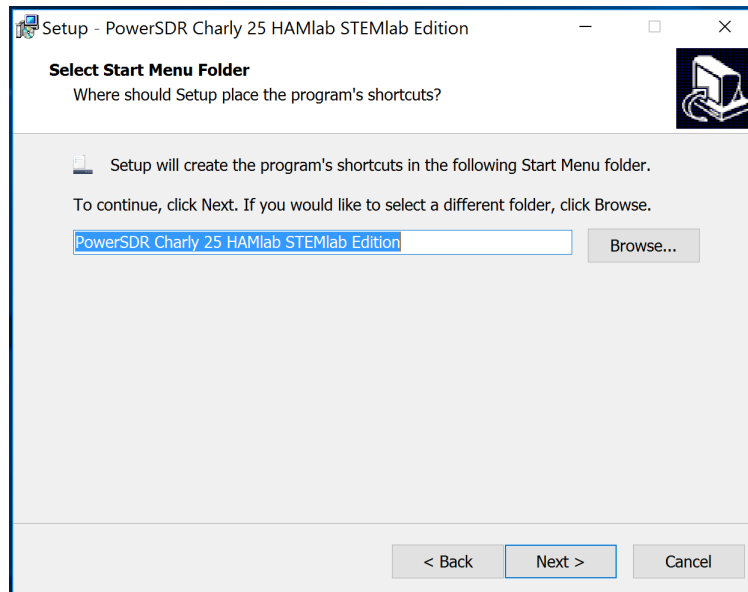 Setup - PowerSDR Charly 25 HAMlab STEMlab Edition
Select Start Menu Folder
Where should Setup place the program's shortcuts?
Setup will create the program's shortcuts in the following Start Menu folder.
To continue, click Next. If you would like to select a different folder, click Browse.
PowerSDR Charly 25 HAMlab STEMlab Edition
Browse...
< Back
Next >
Cancel